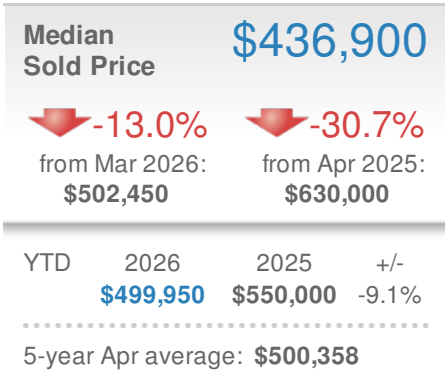 Median $436,900
Sold Price
-13.0% -30.7%
from Mar 2026: from Apr 2025:
$502,450 $630,000
YTD 2026 2025 +/-
$499,950 $550,000 -9.1%
5-year Apr average: $500,358